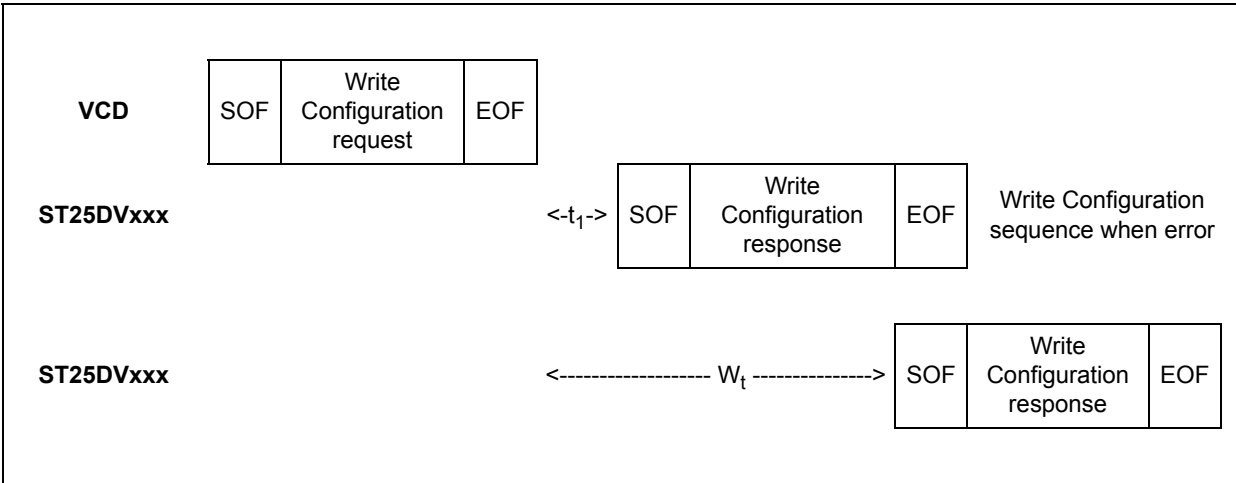 VCD SOF Write Configuration request EOF
ST25DVxxx <-t1-> SOF Write Configuration response EOF Write Configuration sequence when error
ST25DVxxx <------------------- Wt ---------------> SOF Write Configuration response EOF